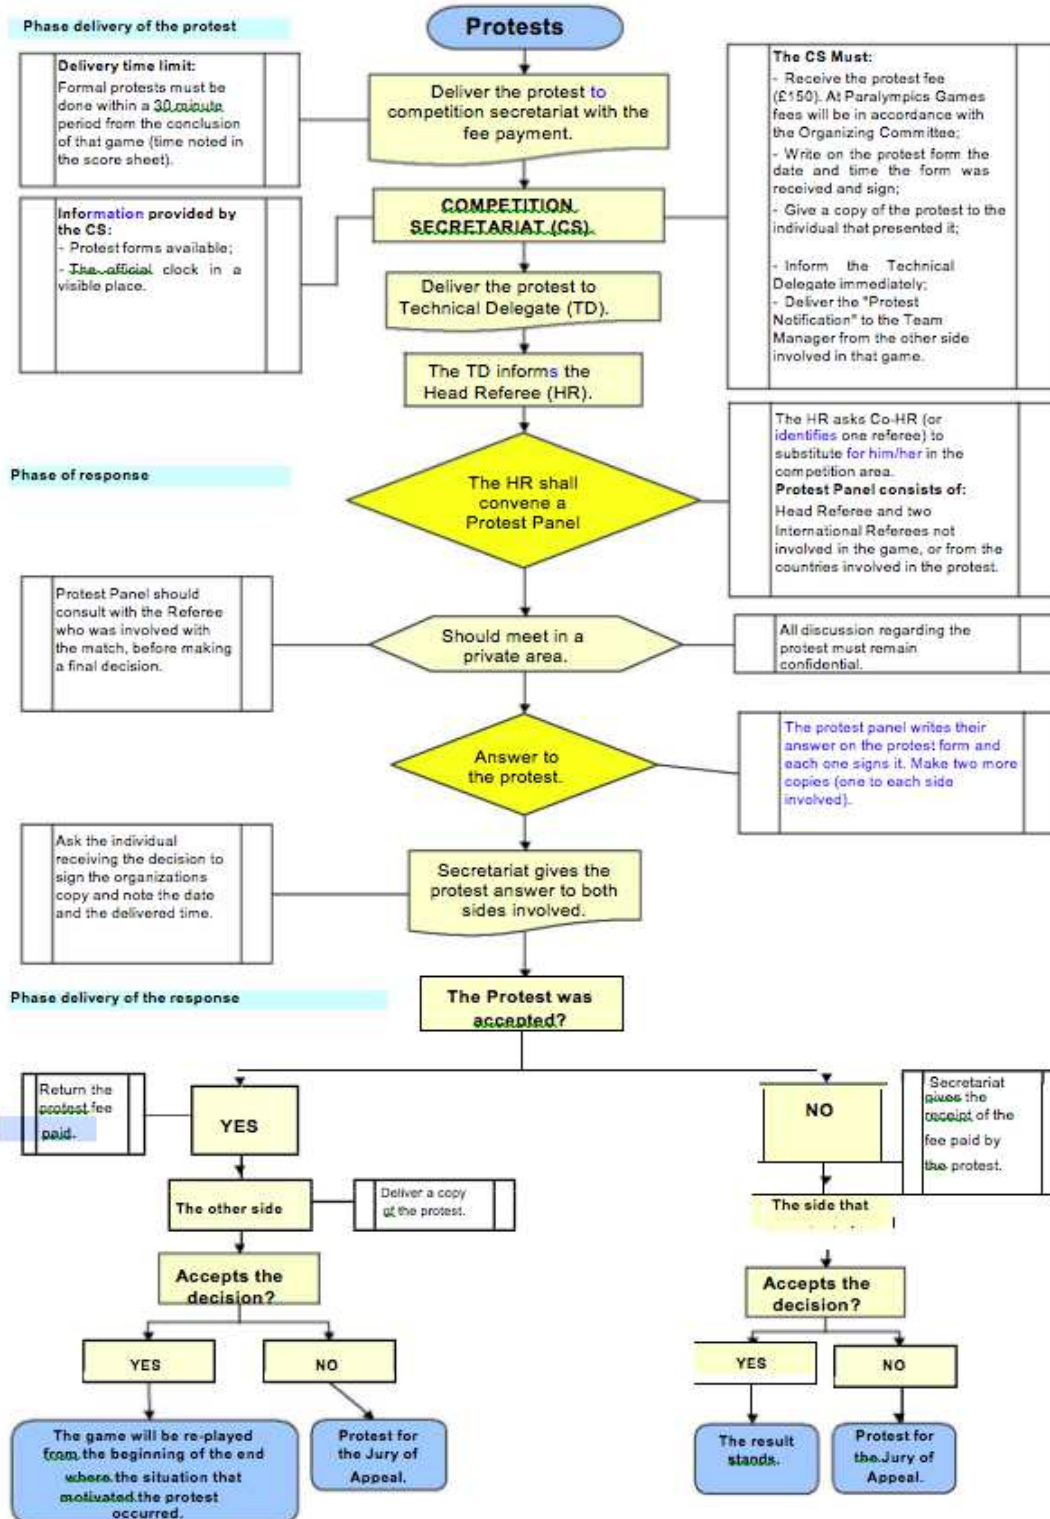 Protests
Phase delivery of the protest
Delivery time limit:
Formal protests must be
done within a 30 minute
period from the conclusion
of that game (time noted
in the score sheet).
Deliver the protest to
competition secretariat with the
fee payment.
The CS Must:
- Receive the protest fee
(£150). At Paralympics Games
fees will be in accordance with
the Organizing Committee;
- Write on the protest form the
date and time the form was
received and sign;
- Give a copy of the protest to the
individual that presented it;
- Inform the Technical
Delegate immediately;
- Deliver the "Protest
Notification" to the Team
Manager from the other side
involved in that game.
Information provided by
the CS:
- Protest forms available;
- The official clock in a
visible place.
COMPETITION
SECRETARIAT (CS)
Deliver the protest to
Technical Delegate (TD).
The TD informs the
Head Referee (HR).
Phase of response
The HR shall
convene a
Protest Panel
The HR asks Co-HR (or
identifies one referee) to
substitute for him/her in the
competition area.
Protest Panel consists of:
Head Referee and two
International Referees not
involved in the game, or from the
countries involved in the protest.
Protest Panel should
consult with the Referee
who was involved with
the match, before making
a final decision.
Should meet in a
private area.
All discussion regarding the
protest must remain
confidential.
Answer to
the protest.
The protest panel writes their
answer on the protest form and
each one signs it. Make two more
copies (one to each side
involved).
Ask the individual
receiving the decision to
sign the organizations
copy and note the date
and the delivered time.
Secretariat gives the
protest answer to both
sides involved.
Phase delivery of the response
The Protest was
accepted?
Return the
protest fee
paid.
YES
NO
Secretariat
gives the
receipt of the
fee paid by
the protest.
The other side
Deliver a copy
of the protest.
The side that
Accepts the
decision?
Accepts the
decision?
YES
NO
YES
NO
The game will be re-played
from the beginning of the end
where the situation that
motivated the protest
occurred.
Protest for
the Jury of
Appeal.
The result
stands.
Protest for
the Jury of
Appeal.